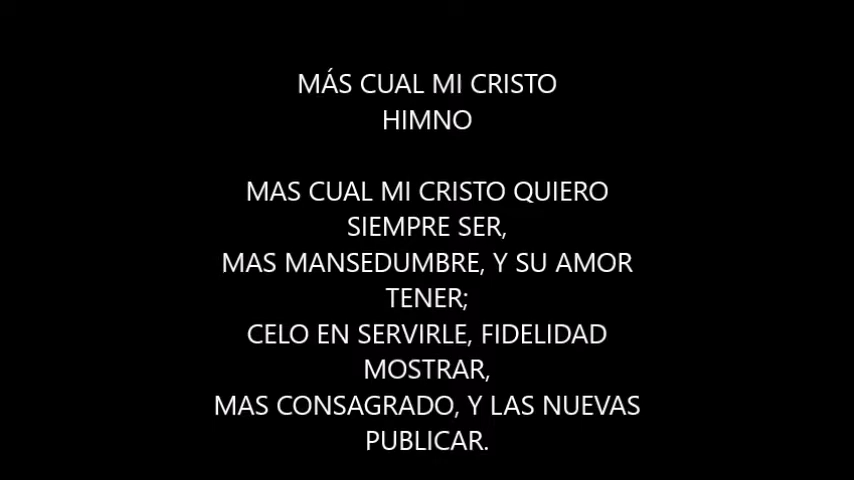 MÁS CUAL MI CRISTO
HIMNO
MAS CUAL MI CRISTO QUIERO
SIEMPRE SER,
MAS MANSEDUMBRE, Y SU AMOR
TENER;
CELO EN SERVIRLE, FIDELIDAD
MOSTRAR,
MAS CONSAGRADO, Y LAS NUEVAS
PUBLICAR.